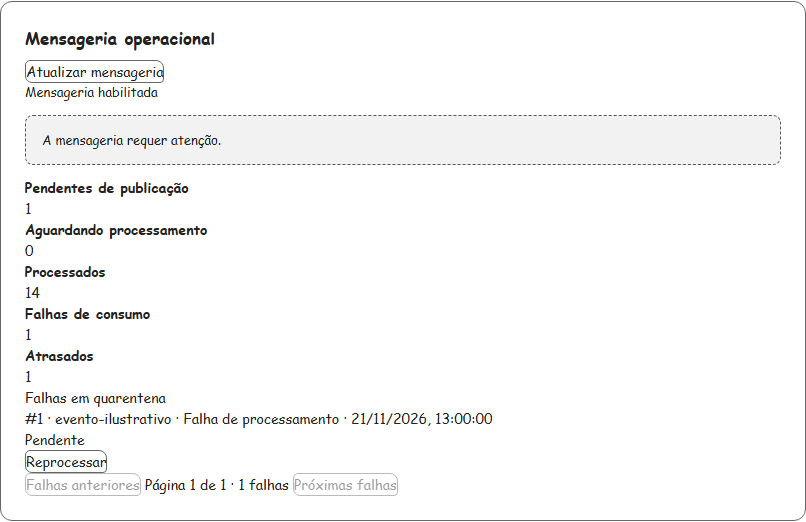 Mensageria operacional
Atualizar mensageria
Mensageria habilitada
A mensageria requer atenção.
Pendentes de publicação
1
Aguardando processamento
0
Processados
14
Falhas de consumo
1
Atrasados
1
Falhas em quarentena
#1 · evento-ilustrativo · Falha de processamento · 21/11/2026, 13:00:00
Pendente
Reprocessar
Falhas anteriores Página 1 de 1 · 1 falhas Próximas falhas